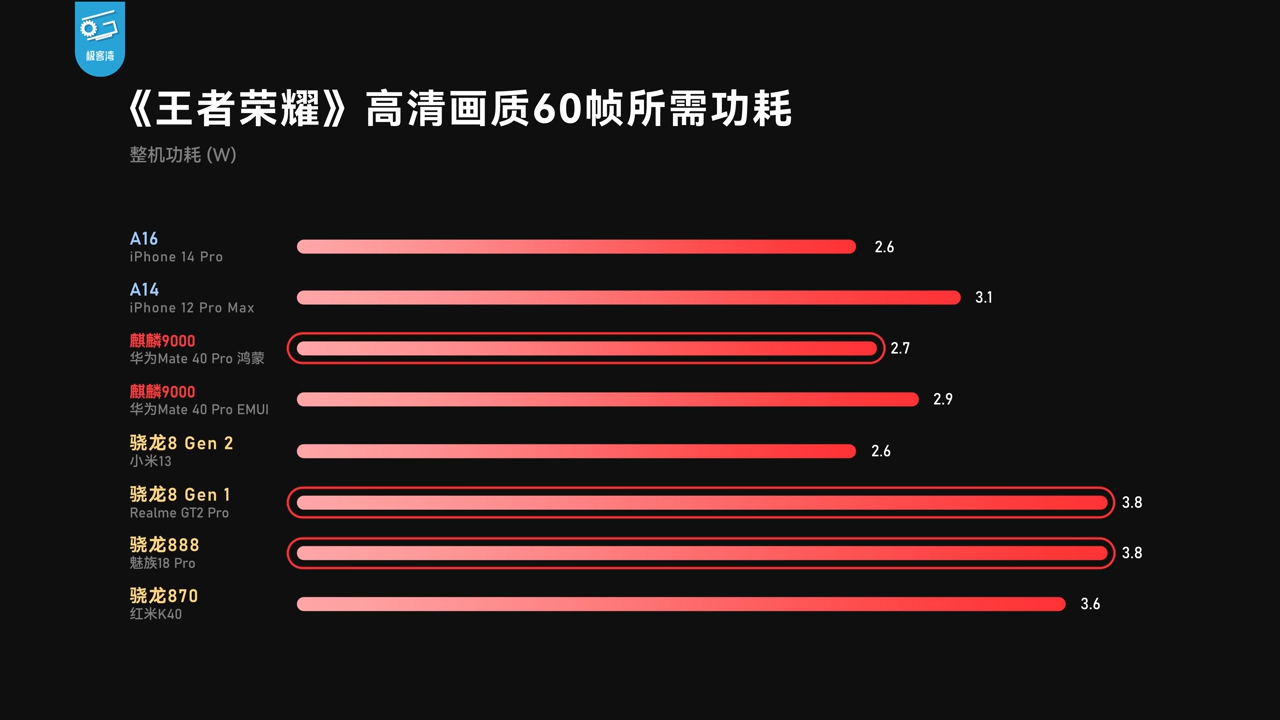 极客湾
《王者荣耀》高清画质60帧所需功耗
整机功耗 (W)
A16
iPhone 14 Pro
2.6
A14
iPhone 12 Pro Max
3.1
麒麟9000
华为Mate 40 Pro 鸿蒙
2.7
麒麟9000
华为Mate 40 Pro EMUI
2.9
骁龙8 Gen 2
小米13
2.6
骁龙8 Gen 1
Realme GT2 Pro
3.8
骁龙888
魅族18 Pro
3.8
骁龙870
红米K40
3.6